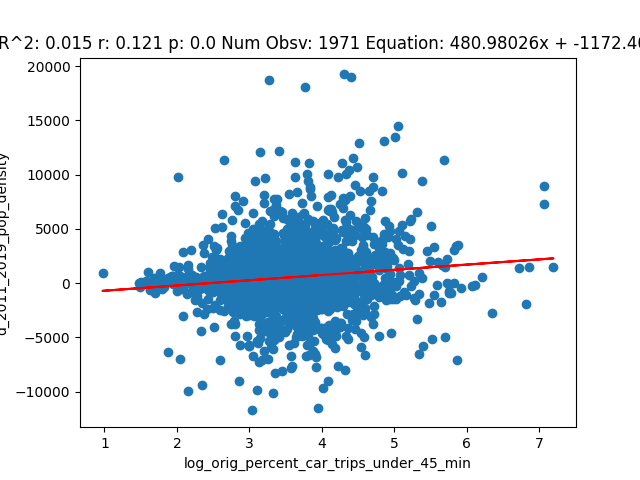 R^2: 0.015 r: 0.121 p: 0.0 Num Obsv: 1971 Equation: 480.98026x + -1172.40
20000
15000
10000
5000
0
−5000
−10000
d_2011_2019_pop_density
1 2 3 4 5 6 7
log_orig_percent_car_trips_under_45_min